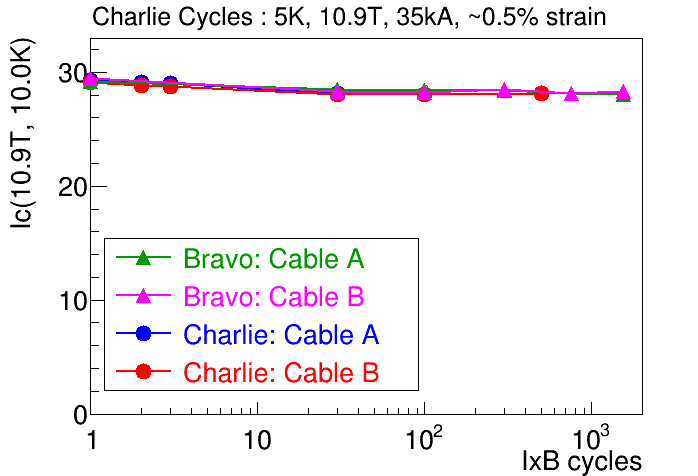 Charlie Cycles : 5K, 10.9T, 35kA, ~0.5% strain
Ic(10.9T, 10.0K)
30
20
10
0
Bravo: Cable A
Bravo: Cable B
Charlie: Cable A
Charlie: Cable B
1
10
10²
10³
IxB cycles